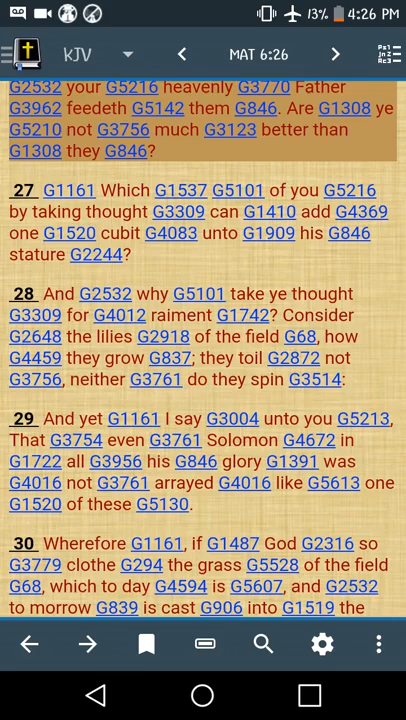 13% 4:26 PM
KJV MAT 6:26
G2532 your G5216 heavenly G3770 Father
G3962 feedeth G5142 them G846. Are G1308 ye
G5210 not G3756 much G3123 better than
G1308 they G846?
27 G1161 Which G1537 G5101 of you G5216
by taking thought G3309 can G1410 add G4369
one G1520 cubit G4083 unto G1909 his G846
stature G2244?
28 And G2532 why G5101 take ye thought
G3309 for G4012 raiment G1742? Consider
G2648 the lilies G2918 of the field G68, how
G4459 they grow G837; they toil G2872 not
G3756, neither G3761 do they spin G3514:
29 And yet G1161 I say G3004 unto you G5213,
That G3754 even G3761 Solomon G4672 in
G1722 all G3956 his G846 glory G1391 was
G4016 not G3761 arrayed G4016 like G5613 one
G1520 of these G5130.
30 Wherefore G1161, if G1487 God G2316 so
G3779 clothe G294 the grass G5528 of the field
G68, which to day G4594 is G5607, and G2532
to morrow G839 is cast G906 into G1519 the